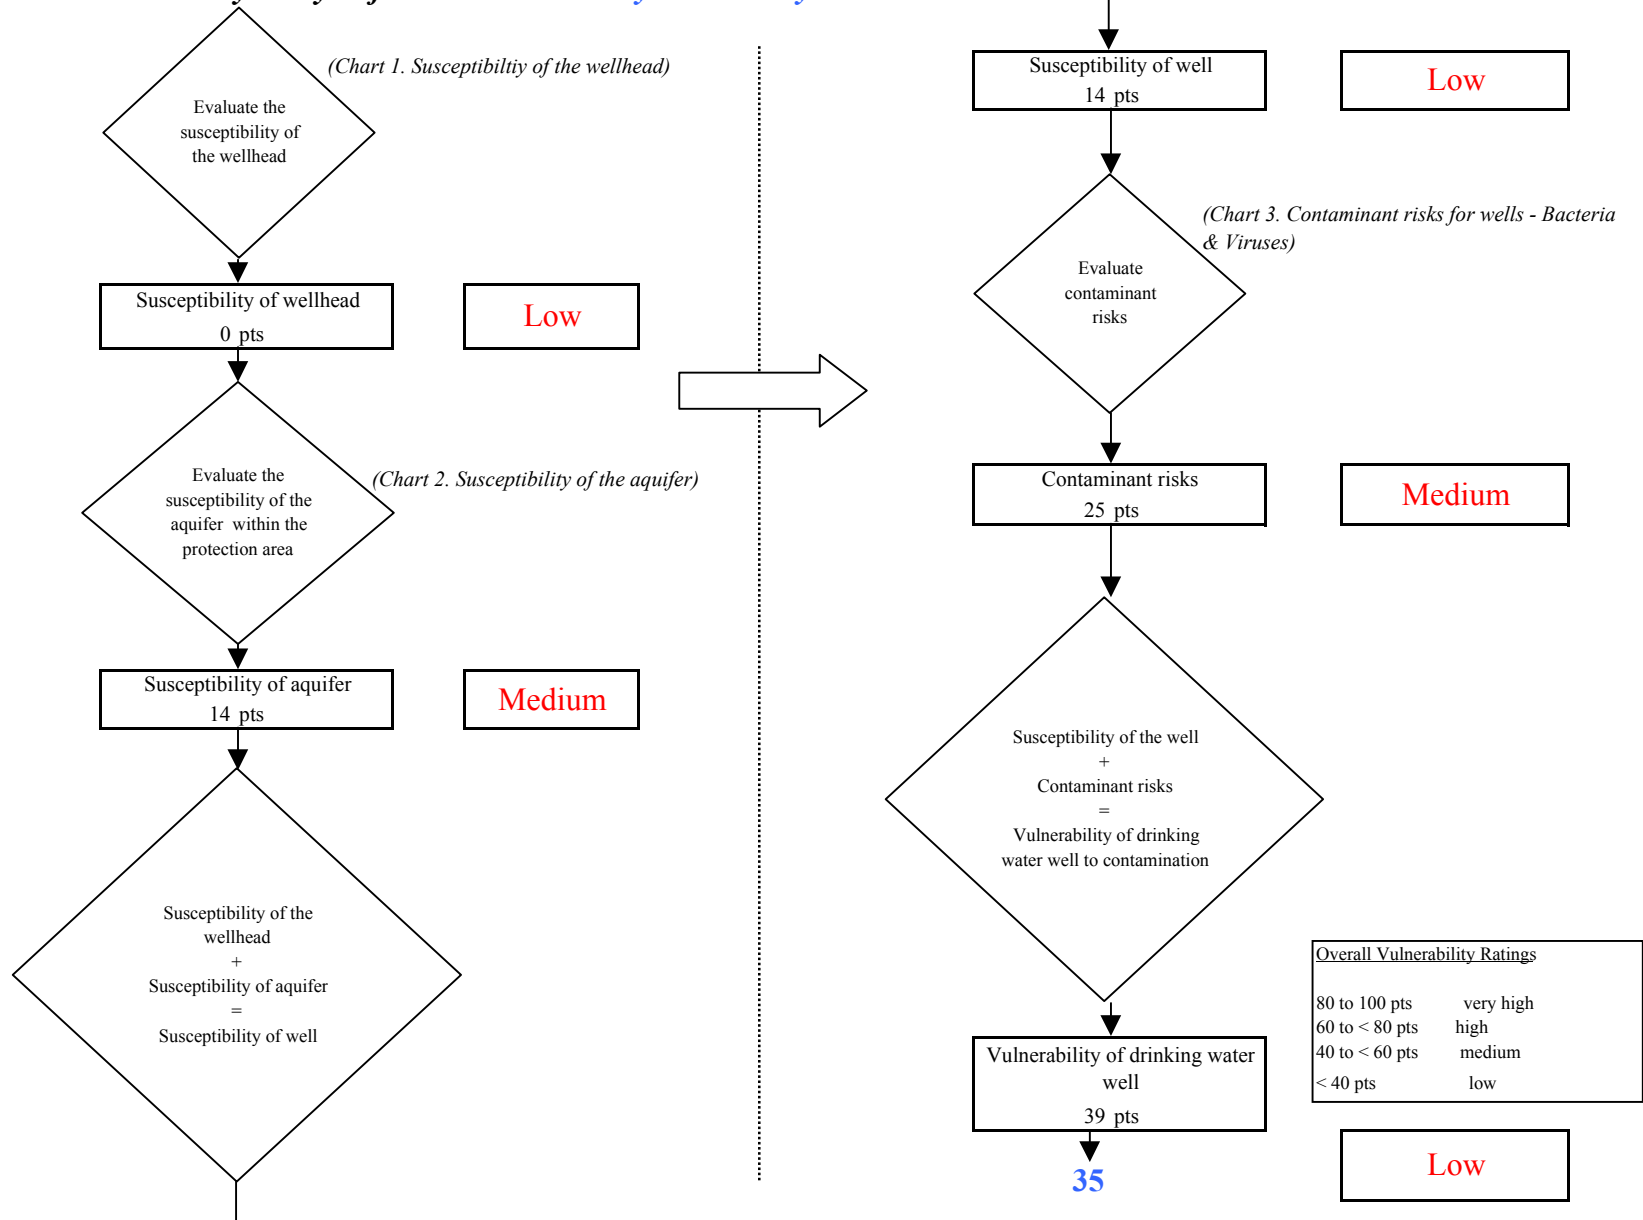 (Chart 1. Susceptibiltiy of the wellhead)
Evaluate the
susceptibility of
the wellhead
Susceptibility of wellhead
0 pts
Low
Evaluate the
susceptibility of the
aquifer within the
protection area
(Chart 2. Susceptibility of the aquifer)
Susceptibility of aquifer
14 pts
Medium
Susceptibility of the
wellhead
+
Susceptibility of aquifer
=
Susceptibility of well
Susceptibility of well
14 pts
Low
(Chart 3. Contaminant risks for wells - Bacteria
& Viruses)
Evaluate
contaminant
risks
Contaminant risks
25 pts
Medium
Susceptibility of the well
+
Contaminant risks
=
Vulnerability of drinking
water well to contamination
Vulnerability of drinking water
well
39 pts
35
Overall Vulnerability Ratings
80 to 100 pts very high
60 to < 80 pts high
40 to < 60 pts medium
< 40 pts low
Low